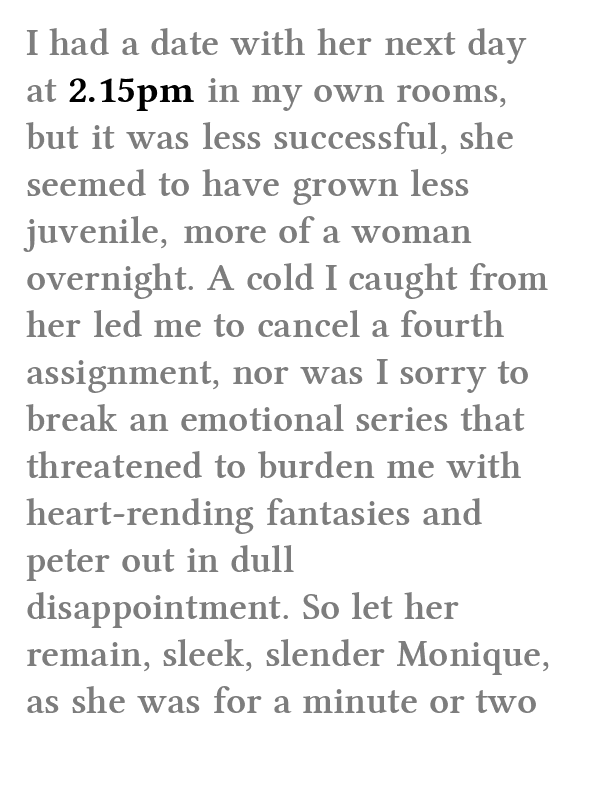 I had a date with her next day
at 2.15pm in my own rooms,
but it was less successful, she
seemed to have grown less
juvenile, more of a woman
overnight. A cold I caught from
her led me to cancel a fourth
assignment, nor was I sorry to
break an emotional series that
threatened to burden me with
heart-rending fantasies and
peter out in dull
disappointment. So let her
remain, sleek, slender Monique,
as she was for a minute or two